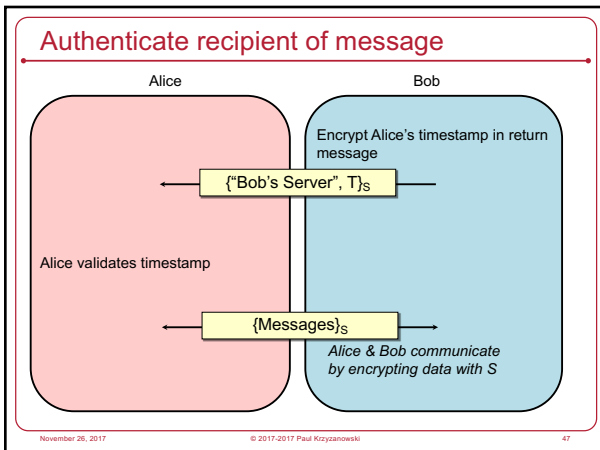 Authenticate recipient of message
Alice
Bob
Encrypt Alice’s timestamp in return
message
{“Bob’s Server”, T}S
Alice validates timestamp
{Messages}S
Alice & Bob communicate
by encrypting data with S
November 26, 2017
© 2017-2017 Paul Krzyzanowski
47